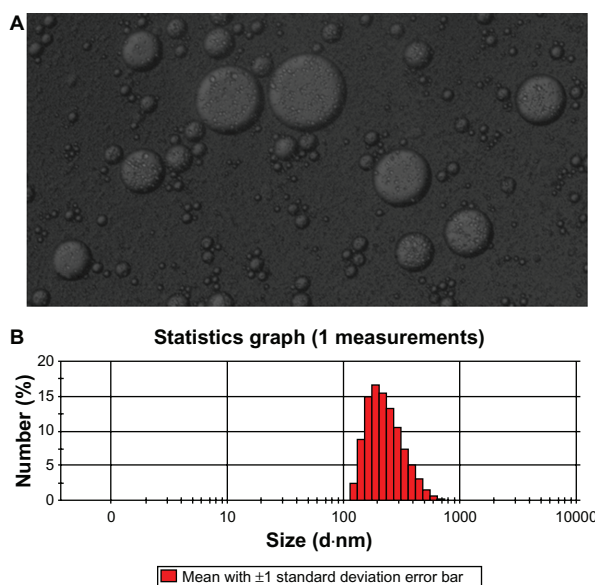 A
B
Statistics graph (1 measurements)
20
15
10
5
0
Number (%)
0 10 100 1000 10000
Size (d·nm)
Mean with ±1 standard deviation error bar